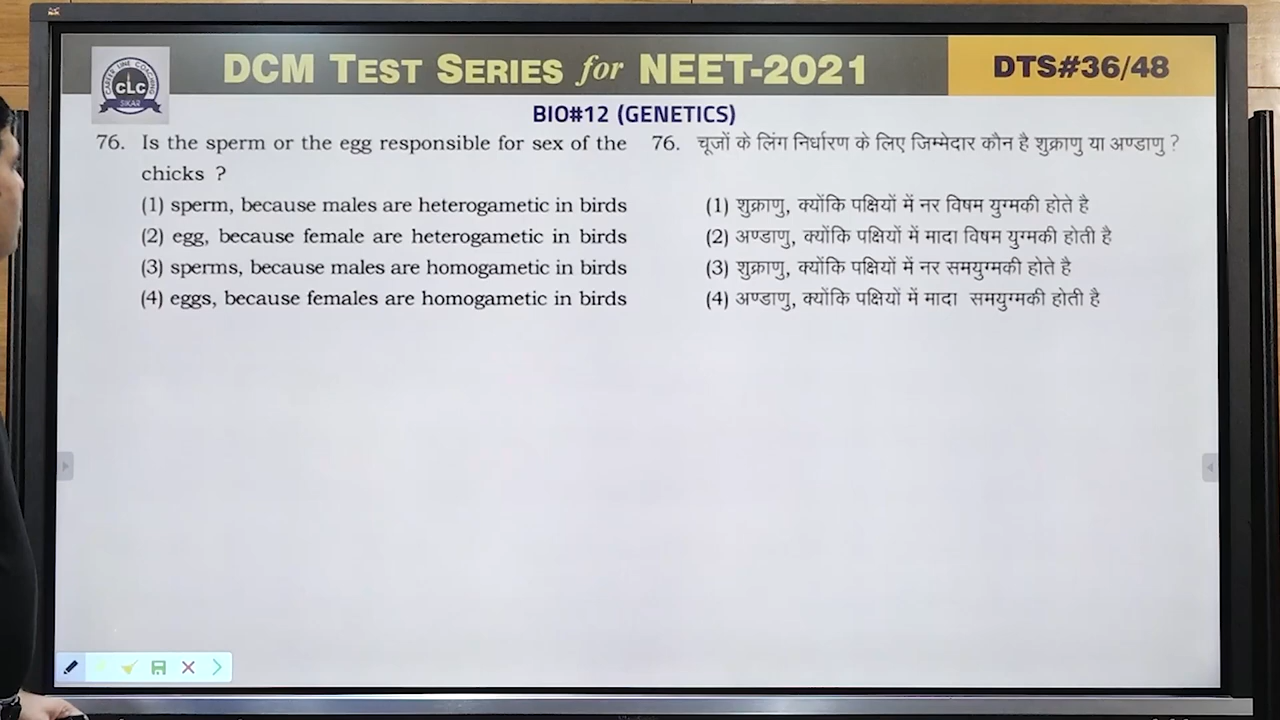 CAREER LINE COACHING
CLC
SIKAR
DCM TEST SERIES for NEET-2021
DTS#36/48
BIO#12 (GENETICS)
76. Is the sperm or the egg responsible for sex of the
chicks ?
(1) sperm, because males are heterogametic in birds
(2) egg, because female are heterogametic in birds
(3) sperms, because males are homogametic in birds
(4) eggs, because females are homogametic in birds
76. चूजों के लिंग निर्धारण के लिए जिम्मेदार कौन है शुक्राणु या अण्डाणु ?
(1) शुक्राणु, क्योंकि पक्षियों में नर विषम युग्मकी होते है
(2) अण्डाणु, क्योंकि पक्षियों में मादा विषम युग्मकी होती है
(3) शुक्राणु, क्योंकि पक्षियों में नर समयुग्मकी होते है
(4) अण्डाणु, क्योंकि पक्षियों में मादा समयुग्मकी होती है